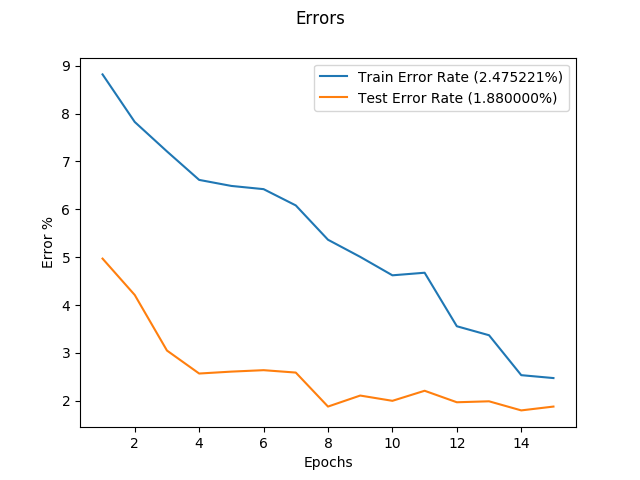 Errors
Train Error Rate (2.475221%)
Test Error Rate (1.880000%)
Error %
9
8
7
6
5
4
3
2
2 4 6 8 10 12 14
Epochs